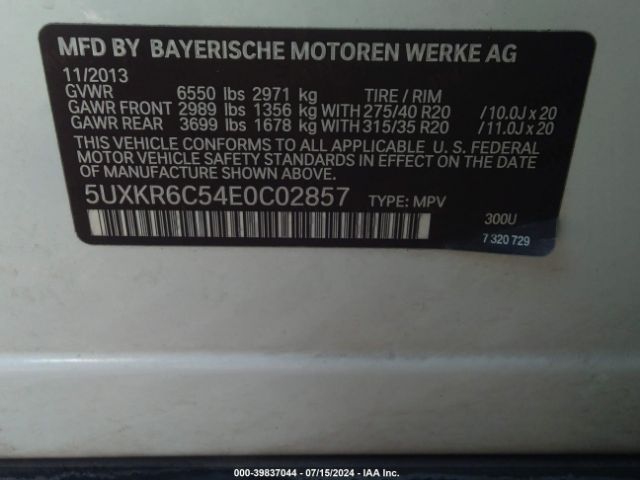 MFD BY BAYERISCHE MOTOREN WERKE AG
11/2013
GVWR 6550 lbs 2971 kg TIRE / RIM
GAWR FRONT 2989 lbs 1356 kg WITH 275/40 R20 /10.0J x 20
GAWR REAR 3699 lbs 1678 kg WITH 315/35 R20 /11.0J x 20
THIS VEHICLE CONFORMS TO ALL APPLICABLE U. S. FEDERAL
MOTOR VEHICLE SAFETY STANDARDS IN EFFECT ON THE DATE
OF MANUFACTURE SHOWN ABOVE.
5UXKR6C54E0C02857 TYPE: MPV
300U
7 320 729
000-39837044 - 07/15/2024 - IAA Inc.